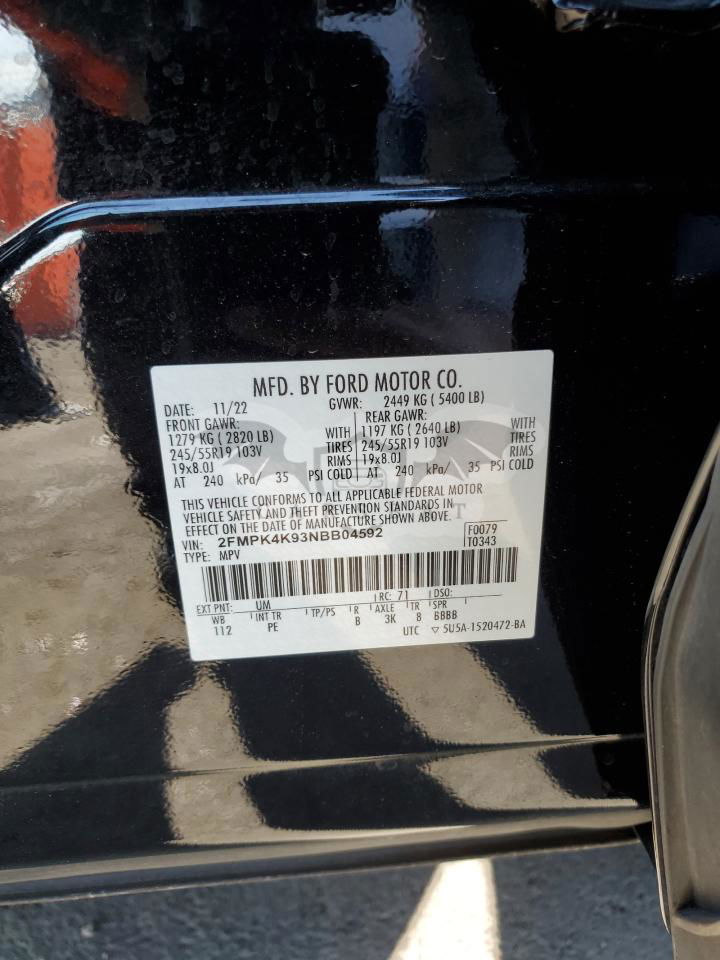 MFD. BY FORD MOTOR CO.
DATE: 11/22 GVWR: 2449 KG ( 5400 LB)
FRONT GAWR: REAR GAWR:
1279 KG ( 2820 LB) WITH 1197 KG ( 2640 LB) WITH
245/55R19 103V TIRES 245/55R19 103V TIRES
19x8.0J RIMS 19x8.0J RIMS
AT 240 kPa/ 35 PSI COLD AT 240 kPa/ 35 PSI COLD
THIS VEHICLE CONFORMS TO ALL APPLICABLE FEDERAL MOTOR
VEHICLE SAFETY AND THEFT PREVENTION STANDARDS IN
EFFECT ON THE DATE OF MANUFACTURE SHOWN ABOVE.
VIN: 2FMPK4K93NBB04592 F0079
TYPE: MPV T0343
EXT PNT: UM RC: 71 DSO:
WB INT TR TP/PS R AXLE TR SPR
112 PE B 3K 8 BBBB
UTC ▽ 5U5A-1520472-BA